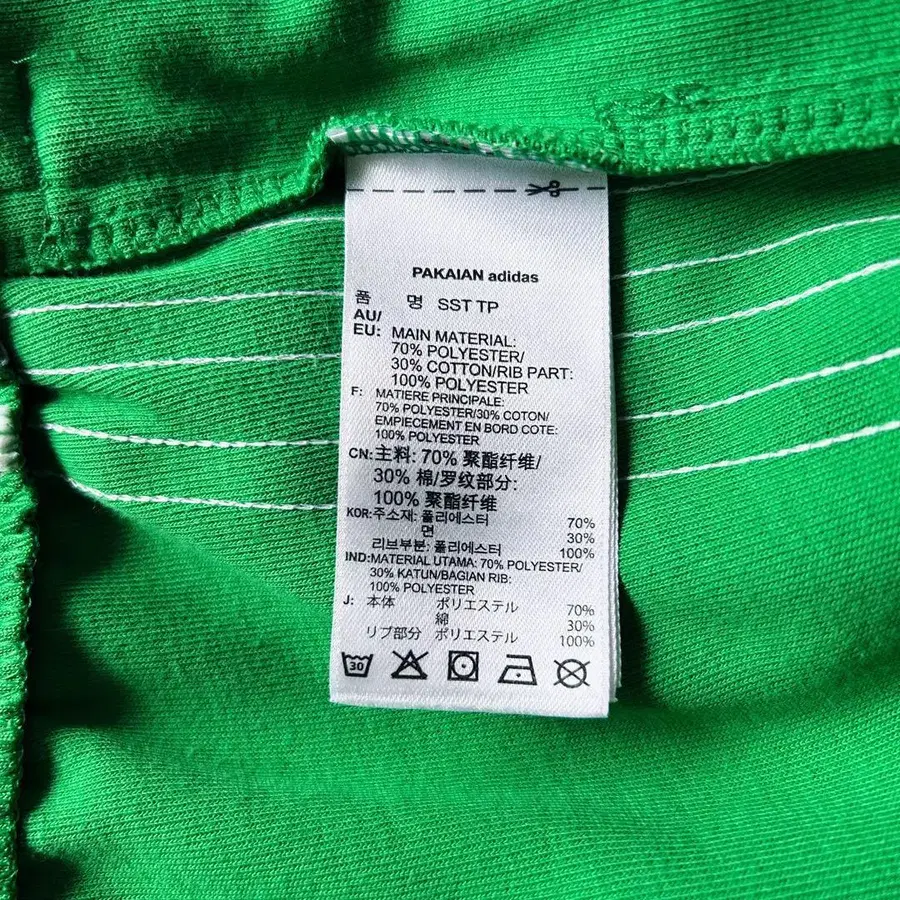 PAKAIAN adidas
품 명 SST TP
AU/
EU: MAIN MATERIAL:
70% POLYESTER/
30% COTTON/RIB PART:
100% POLYESTER
F: MATIERE PRINCIPALE:
70% POLYESTER/30% COTON/
EMPIECEMENT EN BORD COTE:
100% POLYESTER
CN:主料: 70% 聚酯纤维/
30% 棉/罗纹部分:
100% 聚酯纤维
KOR:주소재: 폴리에스터 70%
면 30%
리브부분: 폴리에스터 100%
IND:MATERIAL UTAMA: 70% POLYESTER/
30% KATUN/BAGIAN RIB:
100% POLYESTER
J: 本体 ポリエステル 70%
綿 30%
リブ部分 ポリエステル 100%
30